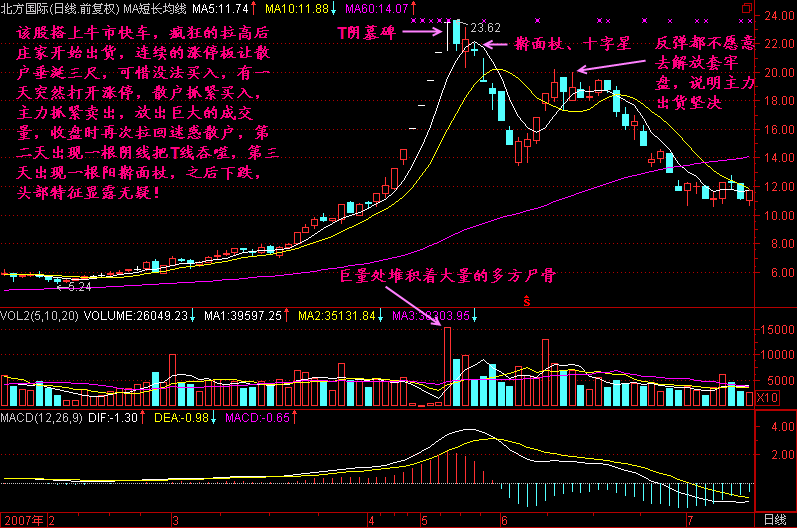 北方国际(日线.前复权) MA短长均线 MA5:11.74↑ MA10:11.88↓ MA60:14.07↑
24.00
该股搭上牛市快车，疯狂的拉高后
T阴墓碑
23.62
22.00
庄家开始出货，连续的涨停板让散
擀面杖、十字星
反弹都不愿意
户垂涎三尺，可惜没法买入，有一
去解放套牢
20.00
天突然打开涨停，散户抓紧买入，
盘，说明主力
18.00
主力抓紧卖出，放出巨大的成交
出货坚决
量，收盘时再次拉回迷惑散户，第
16.00
二天出现一根阴线把T线吞噬，第三
14.00
天出现一根阳擀面杖，之后下跌，
12.00
头部特征显露无疑！
10.00
8.00
6.00
5.24
巨量处堆积着大量的多方尸骨
S
VOL2(5,10,20) VOLUME:26049.23↓ MA1:39597.25↑ MA2:35131.84↓ MA3:38303.95↓
15000
10000
5000
X10
MACD(12,26,9) DIF:-1.30↑ DEA:-0.98↓ MACD:-0.65↑
4.00
2.00
2007年 2 3 4 5 6 7 日线